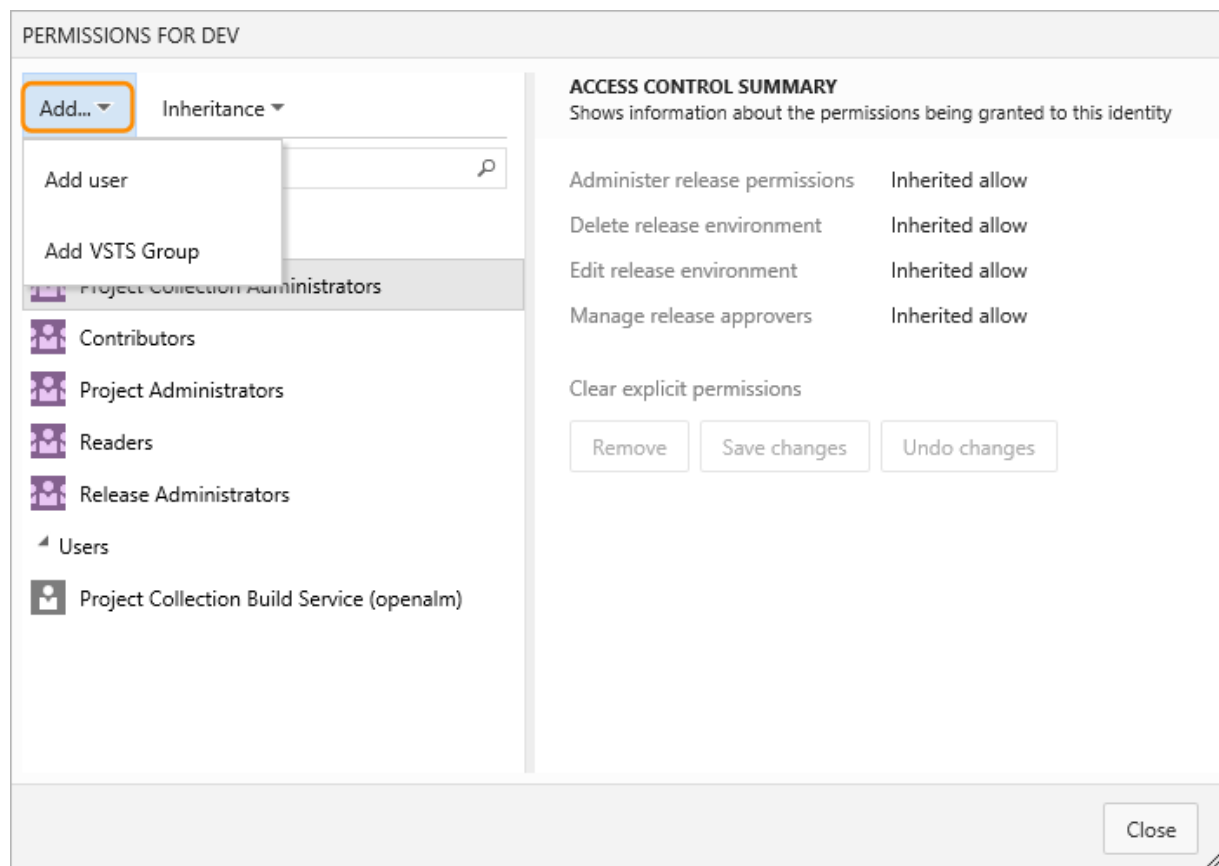 PERMISSIONS FOR DEV
Add...
Inheritance
Add user
Add VSTS Group
Project Collection Administrators
Contributors
Project Administrators
Readers
Release Administrators
Users
Project Collection Build Service (openalm)
ACCESS CONTROL SUMMARY
Shows information about the permissions being granted to this identity
Administer release permissions Inherited allow
Delete release environment Inherited allow
Edit release environment Inherited allow
Manage release approvers Inherited allow
Clear explicit permissions
Remove Save changes Undo changes
Close